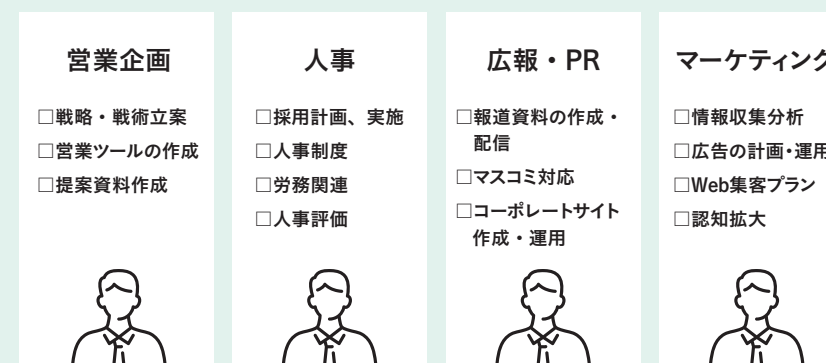 営業企画
□戦略・戦術立案
□営業ツールの作成
□提案資料作成
人事
□採用計画、実施
□人事制度
□労務関連
□人事評価
広報・PR
□報道資料の作成・
配信
□マスコミ対応
□コーポレートサイト
作成・運用
マーケティング
□情報収集分析
□広告の計画・運用
□Web集客プラン
□認知拡大